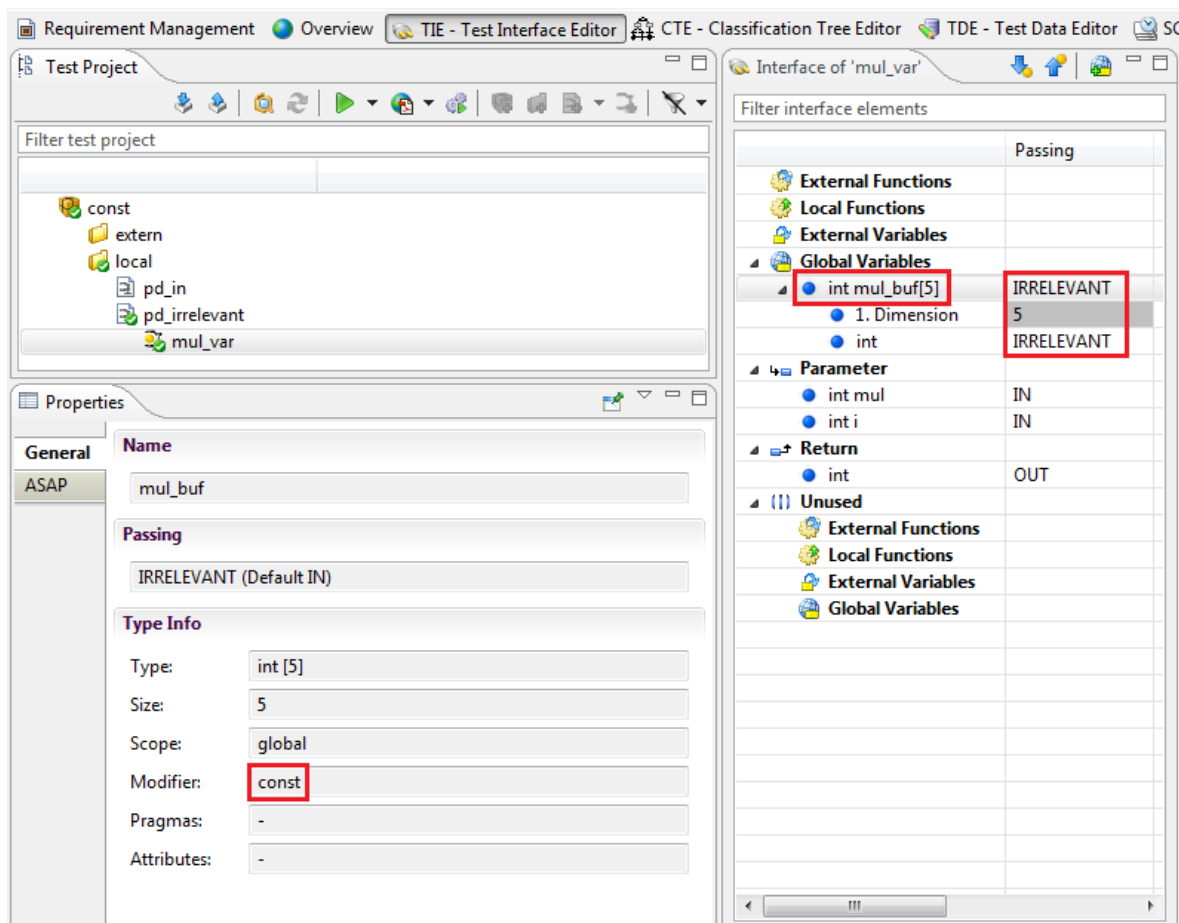 Requirement Management Overview TIE - Test Interface Editor CTE - Classification Tree Editor TDE - Test Data Editor SC
Test Project
Filter test project
const
extern
local
pd_in
pd_irrelevant
mul_var
Properties
General
ASAP
Name
mul_buf
Passing
IRRELEVANT (Default IN)
Type Info
Type: int [5]
Size: 5
Scope: global
Modifier: const
Pragmas: -
Attributes: -
Interface of 'mul_var'
Filter interface elements
Passing
External Functions
Local Functions
External Variables
Global Variables
int mul_buf[5] IRRELEVANT
1. Dimension 5
int IRRELEVANT
Parameter
int mul IN
int i IN
Return
int OUT
Unused
External Functions
Local Functions
External Variables
Global Variables